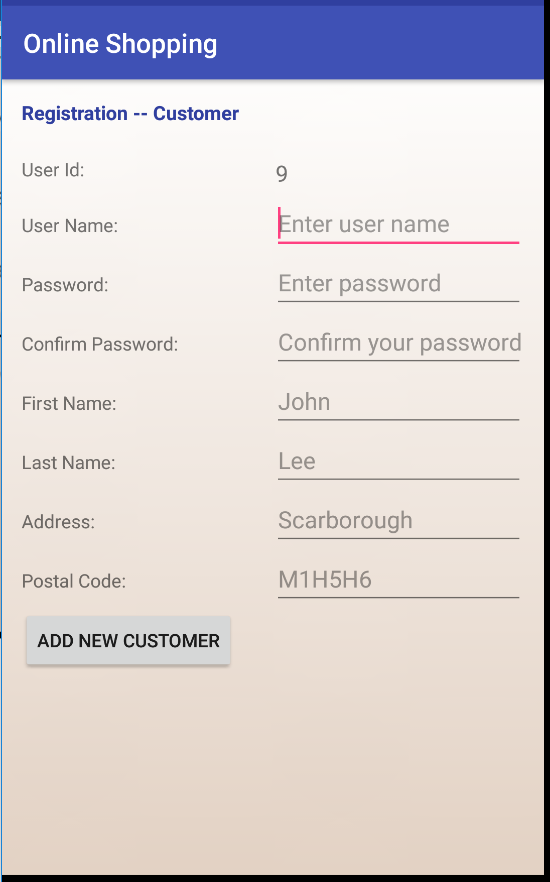 Online Shopping
Registration -- Customer
User Id: 9
User Name: Enter user name
Password: Enter password
Confirm Password: Confirm your password
First Name: John
Last Name: Lee
Address: Scarborough
Postal Code: M1H5H6
ADD NEW CUSTOMER